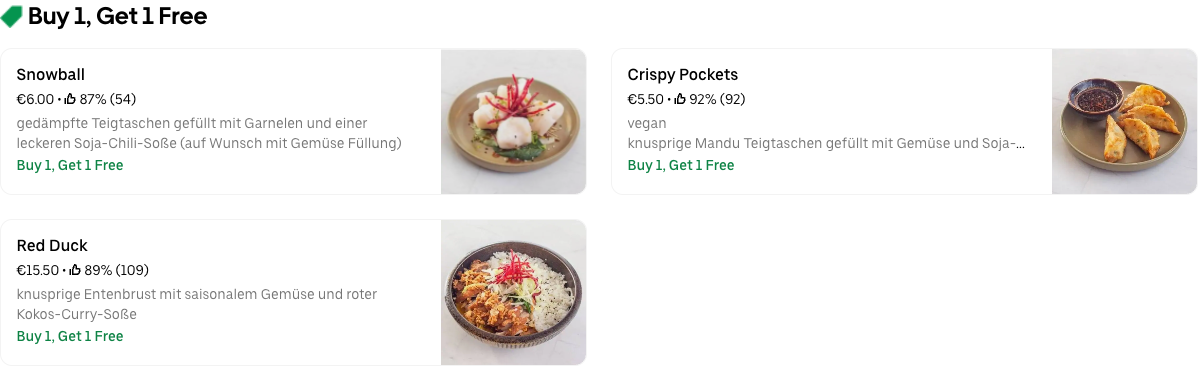 Buy 1, Get 1 Free
Snowball
€6.00 • 87% (54)
gedämpfte Teigtaschen gefüllt mit Garnelen und einer
leckeren Soja-Chili-Soße (auf Wunsch mit Gemüse Füllung)
Buy 1, Get 1 Free
Crispy Pockets
€5.50 • 92% (92)
vegan
knusprige Mandu Teigtaschen gefüllt mit Gemüse und Soja-...
Buy 1, Get 1 Free
Red Duck
€15.50 • 89% (109)
knusprige Entenbrust mit saisonalem Gemüse und roter
Kokos-Curry-Soße
Buy 1, Get 1 Free